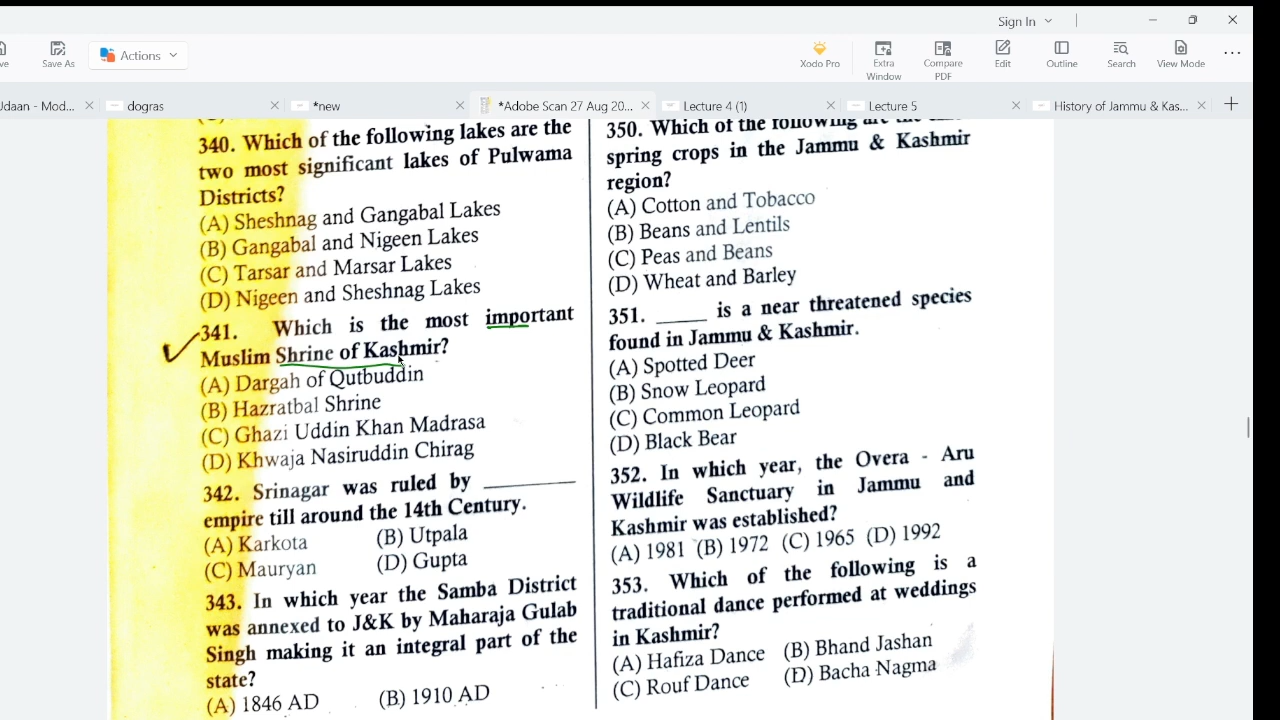 Sign In
ve
Save As
Actions
Xodo Pro
Extra Window
Compare PDF
Edit
Outline
Search
View Mode
Udaan - Mod...
dogras
*new
*Adobe Scan 27 Aug 20...
Lecture 4 (1)
Lecture 5
History of Jammu & Kas...
340. Which of the following lakes are the
two most significant lakes of Pulwama
Districts?
(A) Sheshnag and Gangabal Lakes
(B) Gangabal and Nigeen Lakes
(C) Tarsar and Marsar Lakes
(D) Nigeen and Sheshnag Lakes
341. Which is the most important
Muslim Shrine of Kashmir?
(A) Dargah of Qutbuddin
(B) Hazratbal Shrine
(C) Ghazi Uddin Khan Madrasa
(D) Khwaja Nasiruddin Chirag
342. Srinagar was ruled by ______
empire till around the 14th Century.
(A) Karkota (B) Utpala
(C) Mauryan (D) Gupta
343. In which year the Samba District
was annexed to J&K by Maharaja Gulab
Singh making it an integral part of the
state?
(A) 1846 AD (B) 1910 AD
350. Which of the following are the
spring crops in the Jammu & Kashmir
region?
(A) Cotton and Tobacco
(B) Beans and Lentils
(C) Peas and Beans
(D) Wheat and Barley
351. _____ is a near threatened species
found in Jammu & Kashmir.
(A) Spotted Deer
(B) Snow Leopard
(C) Common Leopard
(D) Black Bear
352. In which year, the Overa - Aru
Wildlife Sanctuary in Jammu and
Kashmir was established?
(A) 1981 (B) 1972 (C) 1965 (D) 1992
353. Which of the following is a
traditional dance performed at weddings
in Kashmir?
(A) Hafiza Dance (B) Bhand Jashan
(C) Rouf Dance (D) Bacha Nagma